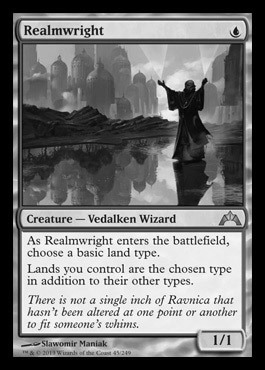 Realmwright
Creature — Vedalken Wizard
As Realmwright enters the battlefield,
choose a basic land type.
Lands you control are the chosen type
in addition to their other types.
There is not a single inch of Ravnica that
hasn't been altered at one point or another
to fit someone's whims.
Slawomir Maniak
™ & © 2013 Wizards of the Coast 45/249
1/1